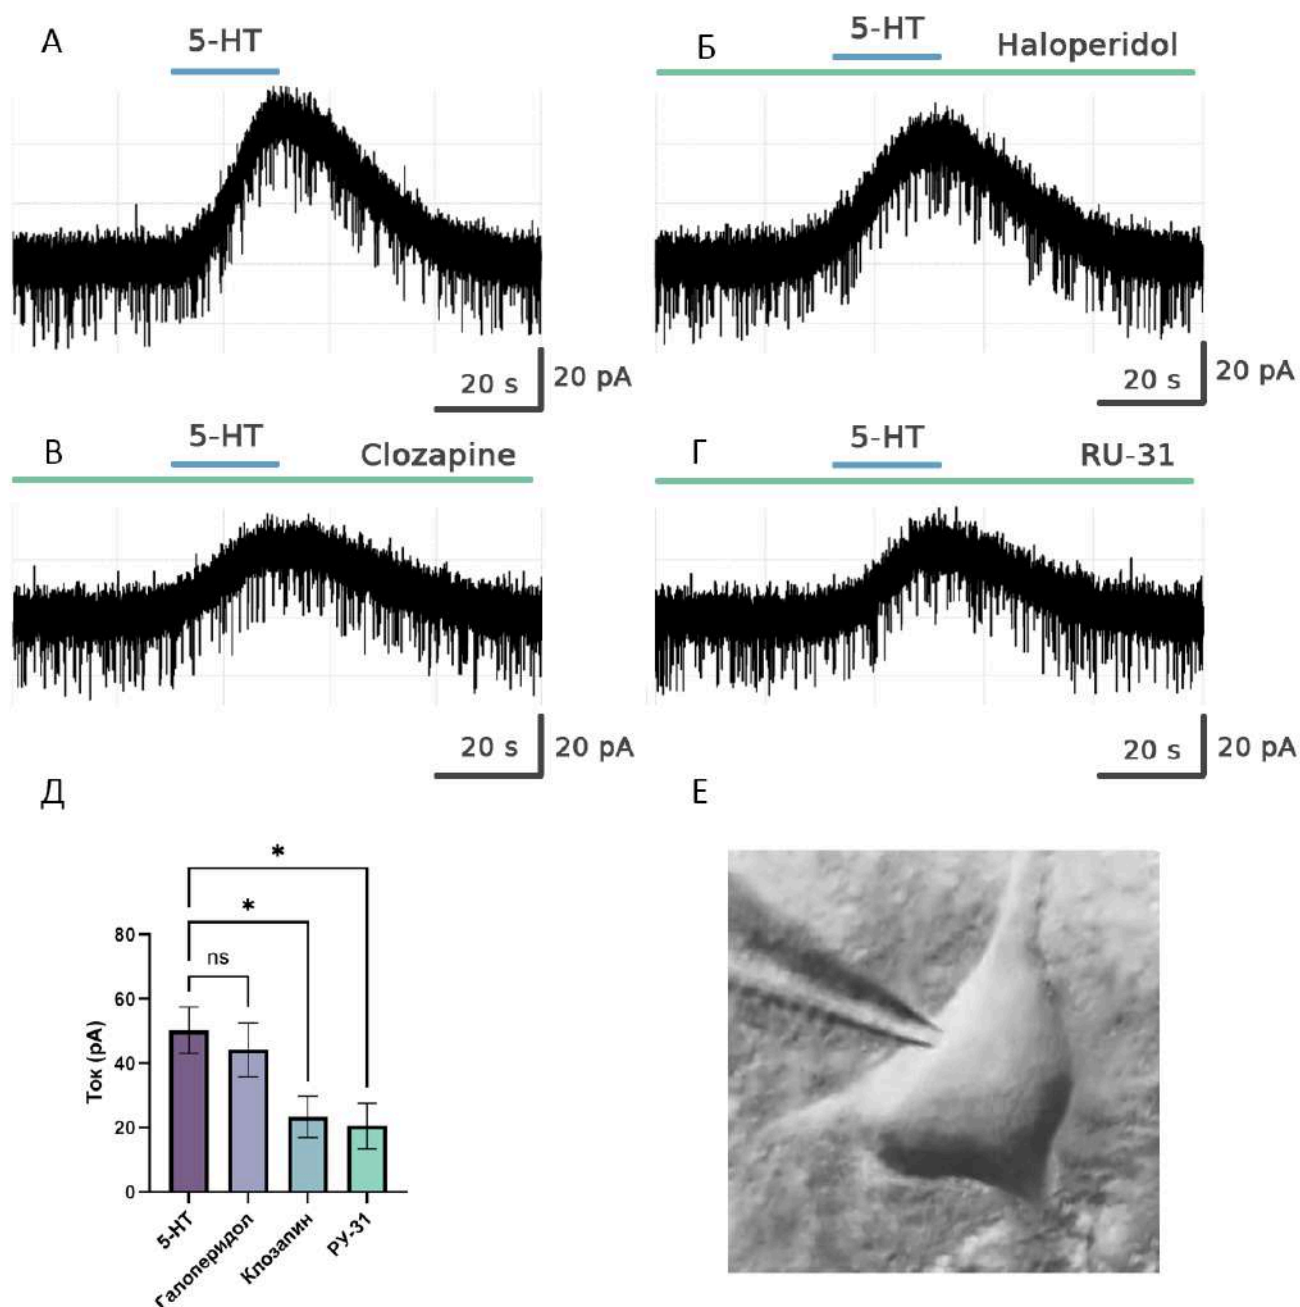 А
5-HT
20 s
20 pA
Б
5-HT
Haloperidol
20 s
20 pA
В
5-HT
Clozapine
20 s
20 pA
Г
5-HT
RU-31
20 s
20 pA
Д
*
*
ns
Ток (pA)
80
60
40
20
0
5-НТ
Галоперидол
Клозапин
РУ-31
Е